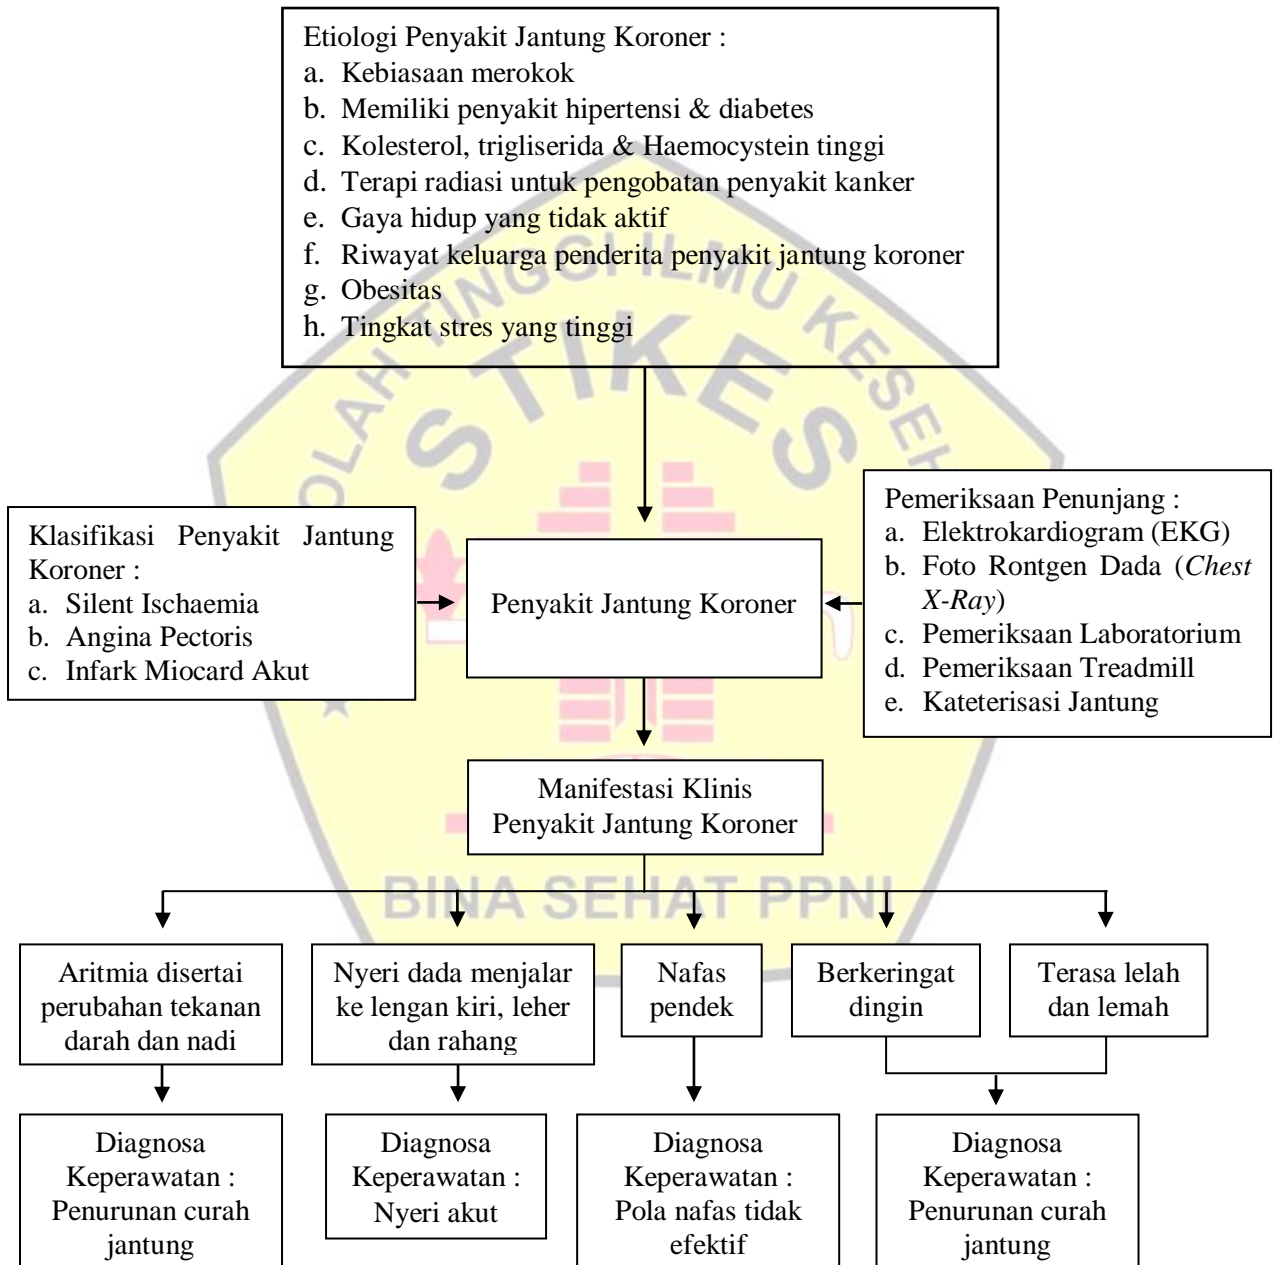 Etiologi Penyakit Jantung Koroner :
a. Kebiasaan merokok
b. Memiliki penyakit hipertensi & diabetes
c. Kolesterol, trigliserida & Haemocystein tinggi
d. Terapi radiasi untuk pengobatan penyakit kanker
e. Gaya hidup yang tidak aktif
f. Riwayat keluarga penderita penyakit jantung koroner
g. Obesitas
h. Tingkat stres yang tinggi
OLAH TINGGI ILMU KESEH
STIKES
Klasifikasi Penyakit Jantung
Koroner :
a. Silent Ischaemia
b. Angina Pectoris
c. Infark Miocard Akut
Penyakit Jantung Koroner
Pemeriksaan Penunjang :
a. Elektrokardiogram (EKG)
b. Foto Rontgen Dada (Chest
X-Ray)
c. Pemeriksaan Laboratorium
d. Pemeriksaan Treadmill
e. Kateterisasi Jantung
Manifestasi Klinis
Penyakit Jantung Koroner
BINA SEHAT PPNI
Aritmia disertai
perubahan tekanan
darah dan nadi
Nyeri dada menjalar
ke lengan kiri, leher
dan rahang
Nafas
pendek
Berkeringat
dingin
Terasa lelah
dan lemah
Diagnosa
Keperawatan :
Penurunan curah
jantung
Diagnosa
Keperawatan :
Nyeri akut
Diagnosa
Keperawatan :
Pola nafas tidak
efektif
Diagnosa
Keperawatan :
Penurunan curah
jantung